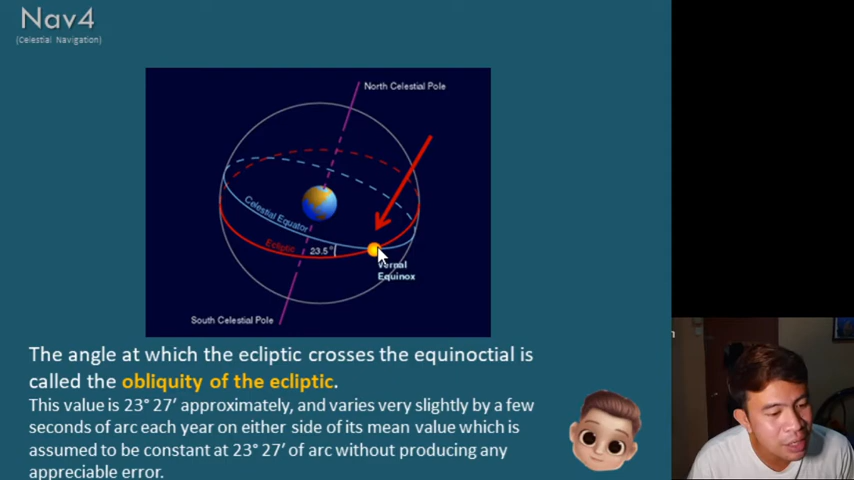 Nav4
(Celestial Navigation)
North Celestial Pole
Celestial Equator
Ecliptic
23.5°
Vernal
Equinox
South Celestial Pole
The angle at which the ecliptic crosses the equinoctial is
called the obliquity of the ecliptic.
This value is 23° 27’ approximately, and varies very slightly by a few
seconds of arc each year on either side of its mean value which is
assumed to be constant at 23° 27’ of arc without producing any
appreciable error.